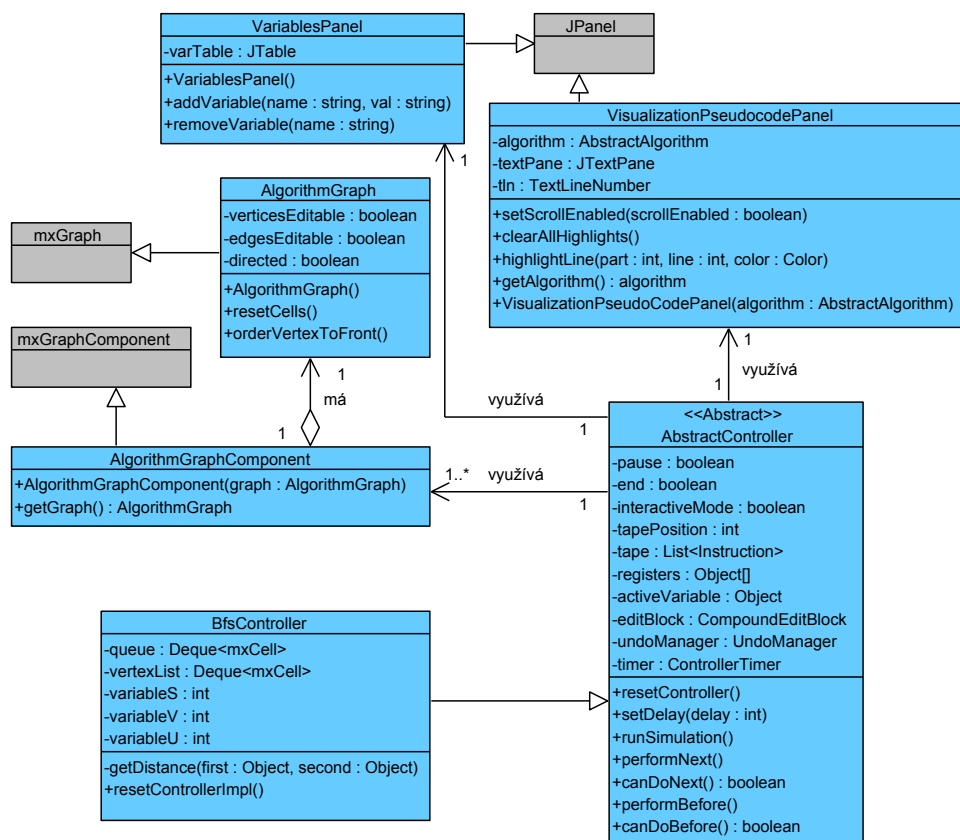 VariablesPanel
-varTable : JTable
+VariablesPanel()
+addVariable(name : string, val : string)
+removeVariable(name : string)
JPanel
VisualizationPseudocodePanel
-algorithm : AbstractAlgorithm
-textPane : JTextPane
-tln : TextLineNumber
+setScrollEnabled(scrollEnabled : boolean)
+clearAllHighlights()
+highlightLine(part : int, line : int, color : Color)
+getAlgorithm() : algorithm
+VisualizationPseudoCodePanel(algorithm : AbstractAlgorithm)
1
AlgorithmGraph
-verticesEditable : boolean
-edgesEditable : boolean
-directed : boolean
+AlgorithmGraph()
+resetCells()
+orderVertexToFront()
mxGraph
mxGraphComponent
1
má
1
1
využívá
1
využívá
1
AlgorithmGraphComponent
+AlgorithmGraphComponent(graph : AlgorithmGraph)
+getGraph() : AlgorithmGraph
1..*
využívá
1
<<Abstract>>
AbstractController
-pause : boolean
-end : boolean
-interactiveMode : boolean
-tapePosition : int
-tape : List<Instruction>
-registers : Object[]
-activeVariable : Object
-editBlock : CompoundEditBlock
-undoManager : UndoManager
-timer : ControllerTimer
+resetController()
+setDelay(delay : int)
+runSimulation()
+performNext()
+canDoNext() : boolean
+performBefore()
+canDoBefore() : boolean
BfsController
-queue : Deque<mxCell>
-vertexList : Deque<mxCell>
-variableS : int
-variableV : int
-variableU : int
-getDistance(first : Object, second : Object)
+resetControllerImpl()